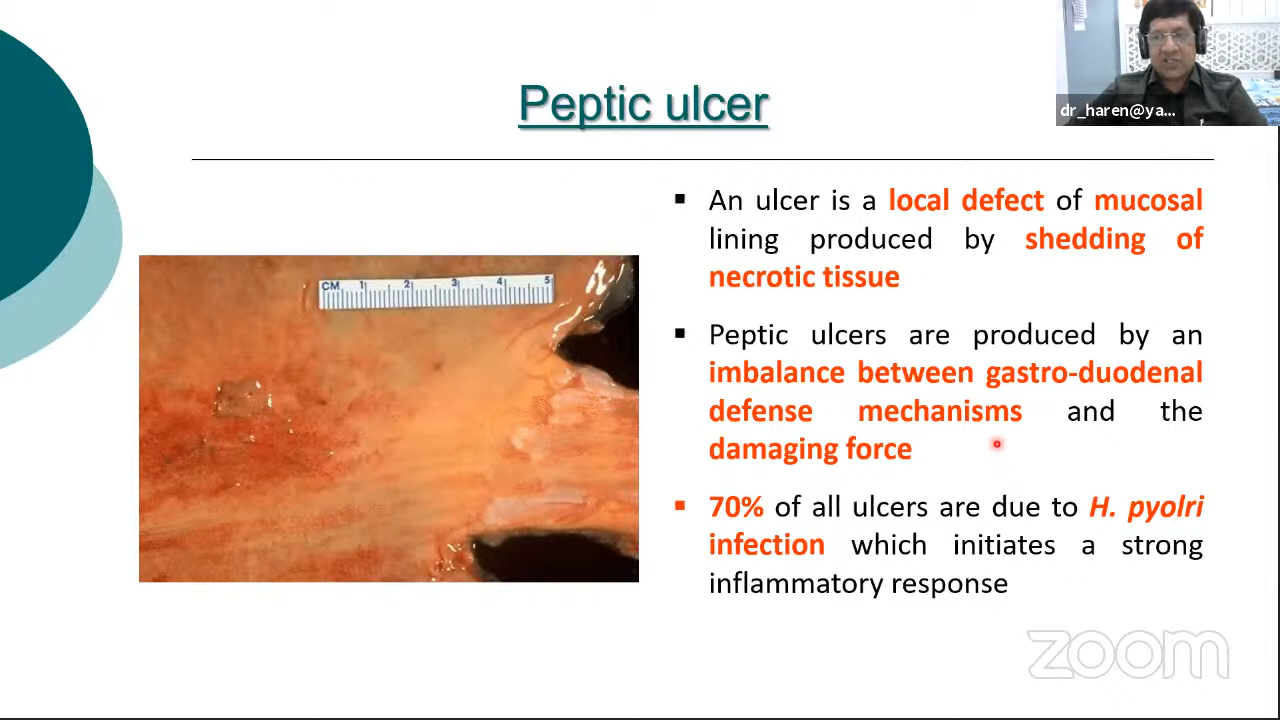 Peptic ulcer
dr_haren@ya...
▪ An ulcer is a local defect of mucosal
lining produced by shedding of
necrotic tissue
CM 1 2 3 4 5
▪ Peptic ulcers are produced by an
imbalance between gastro-duodenal
defense mechanisms and the
damaging force
▪ 70% of all ulcers are due to H. pyolri
infection which initiates a strong
inflammatory response
zoom